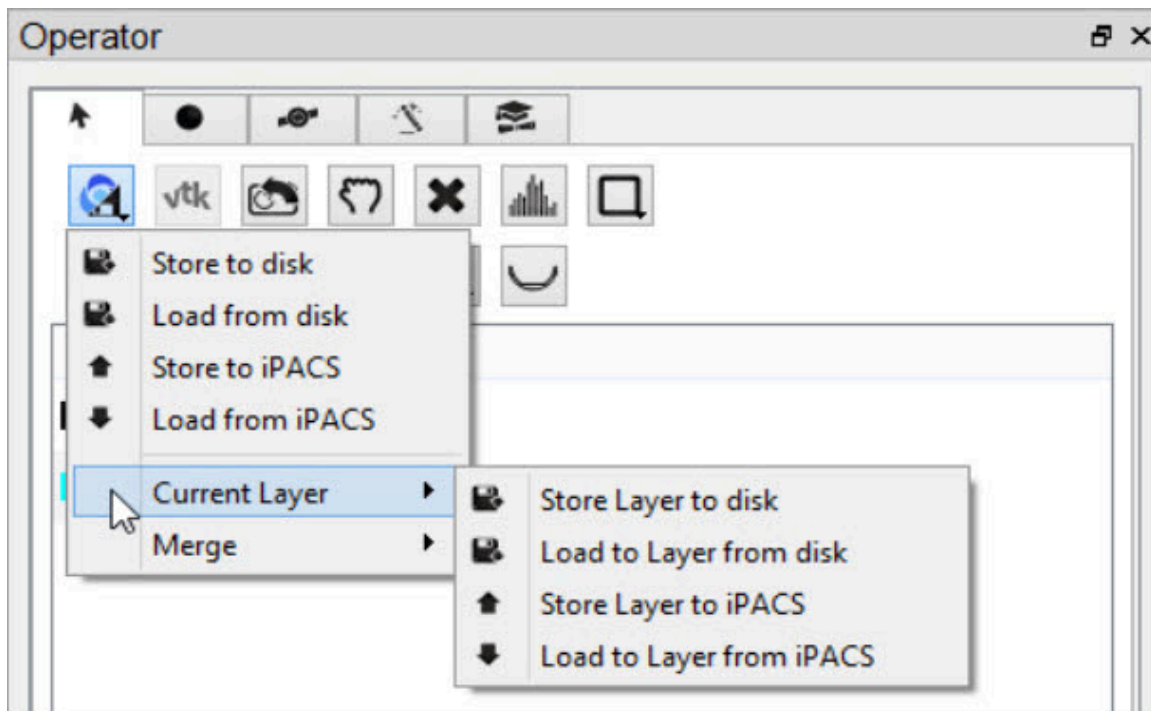 Operator
vtk
Store to disk
Load from disk
Store to iPACS
Load from iPACS
Current Layer
Merge
Store Layer to disk
Load to Layer from disk
Store Layer to iPACS
Load to Layer from iPACS